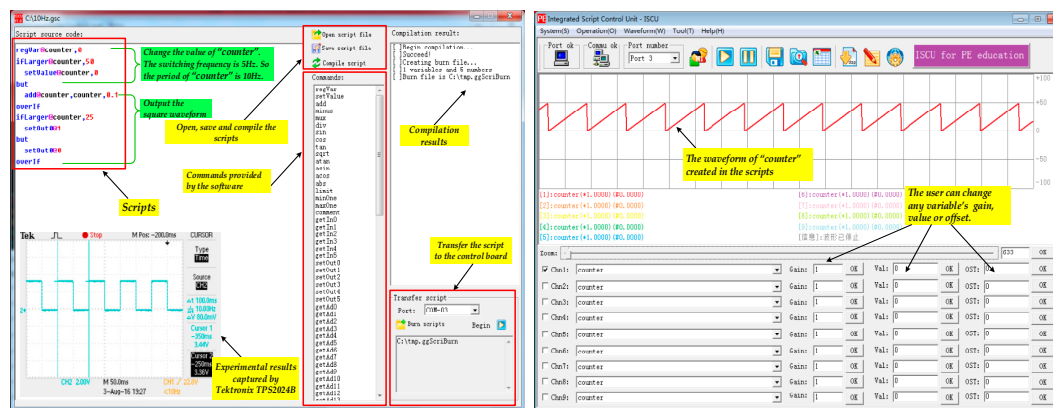 C:\10Hz.gsc
Script source code:
regVar@counter,0
ifLarger@counter,50
setValue@counter,0
but
add@counter,counter,0.1
overIf
ifLarger@counter,25
setOut0@1
but
setOut0@0
overIf
Change the value of "counter".
The switching frequency is 5Hz. So
the period of "counter" is 10Hz.
Output the
square waveform
Open, save and compile the
scripts
Scripts
Commands provided
by the software
Open script file
Save script file
Compile script
Commands:
regVar
setValue
add
minus
mux
div
sin
cos
tan
sqrt
atan
asin
acos
abs
limit
minOne
maxOne
comment
getIn0
getIn1
getIn2
getIn3
getIn4
getIn5
setOut0
setOut1
setOut2
setOut3
setOut4
setOut5
getAd0
getAd1
getAd2
getAd3
getAd4
getAd5
getAd6
getAd7
getAd8
getAd9
getAd10
getAd11
getAd12
getAd13
Compilation result:
[ ]Begin compilation...
[ ]Succeed!
[ ]Creating burn file...
[ ]1 variables and 5 numbers
[ ]Burn file is C:\tmp.ggScriBurn
Compilation
results
Transfer the script
to the control board
Transfer script
Port: COM-03
Burn scripts Begin
C:\tmp.ggScriBurn
Tek Stop M Pos: -200.0ms CURSOR
Type
Time
Source
CH2
Δt 100.0ms
10.00Hz
ΔV 80.0mV
Cursor 1
-350ms
3.44V
Cursor 2
-250ms
3.36V
2
CH2 2.00V M 50.0ms
3-Aug-16 19:27 <10Hz
Experimental results
captured by
Tektronix TPS2024B
PE Integrated Script Control Unit - ISCU
System(S) Operation(O) Waveform(W) Tool(T) Help(H)
Port ok Commu ok Port number
Port 3
ISCU for PE education
+100
+50
0
-50
-100
The waveform of "counter"
created in the scripts
[1]:counter(*1.0000)(#0.0000) [6]:counter(*1.0000)(#0.0000)
[2]:counter(*1.0000)(#0.0000) [7]:counter(*1.0000)(#0.0000)
[3]:counter(*1.0000)(#0.0000) [8]:counter(*1.0000)(#0.0000)
[4]:counter(*1.0000)(#0.0000)
[5]:counter(*1.0000)(#0.0000) [信息]:波形已停止
The user can change
any variable's gain,
value or offset.
Zoom: 633 OK
Chn1: counter Gain: 1 OK Val: 0 OK OST: 0 OK
Chn2: counter Gain: 1 OK Val: 0 OK OST: 0 OK
Chn3: counter Gain: 1 OK Val: 0 OK OST: 0 OK
Chn4: counter Gain: 1 OK Val: 0 OK OST: 0 OK
Chn5: counter Gain: 1 OK Val: 0 OK OST: 0 OK
Chn6: counter Gain: 1 OK Val: 0 OK OST: 0 OK
Chn7: counter Gain: 1 OK Val: 0 OK OST: 0 OK
Chn8: counter Gain: 1 OK Val: 0 OK OST: 0 OK
Chn9: counter Gain: 1 OK Val: 0 OK OST: 0 OK